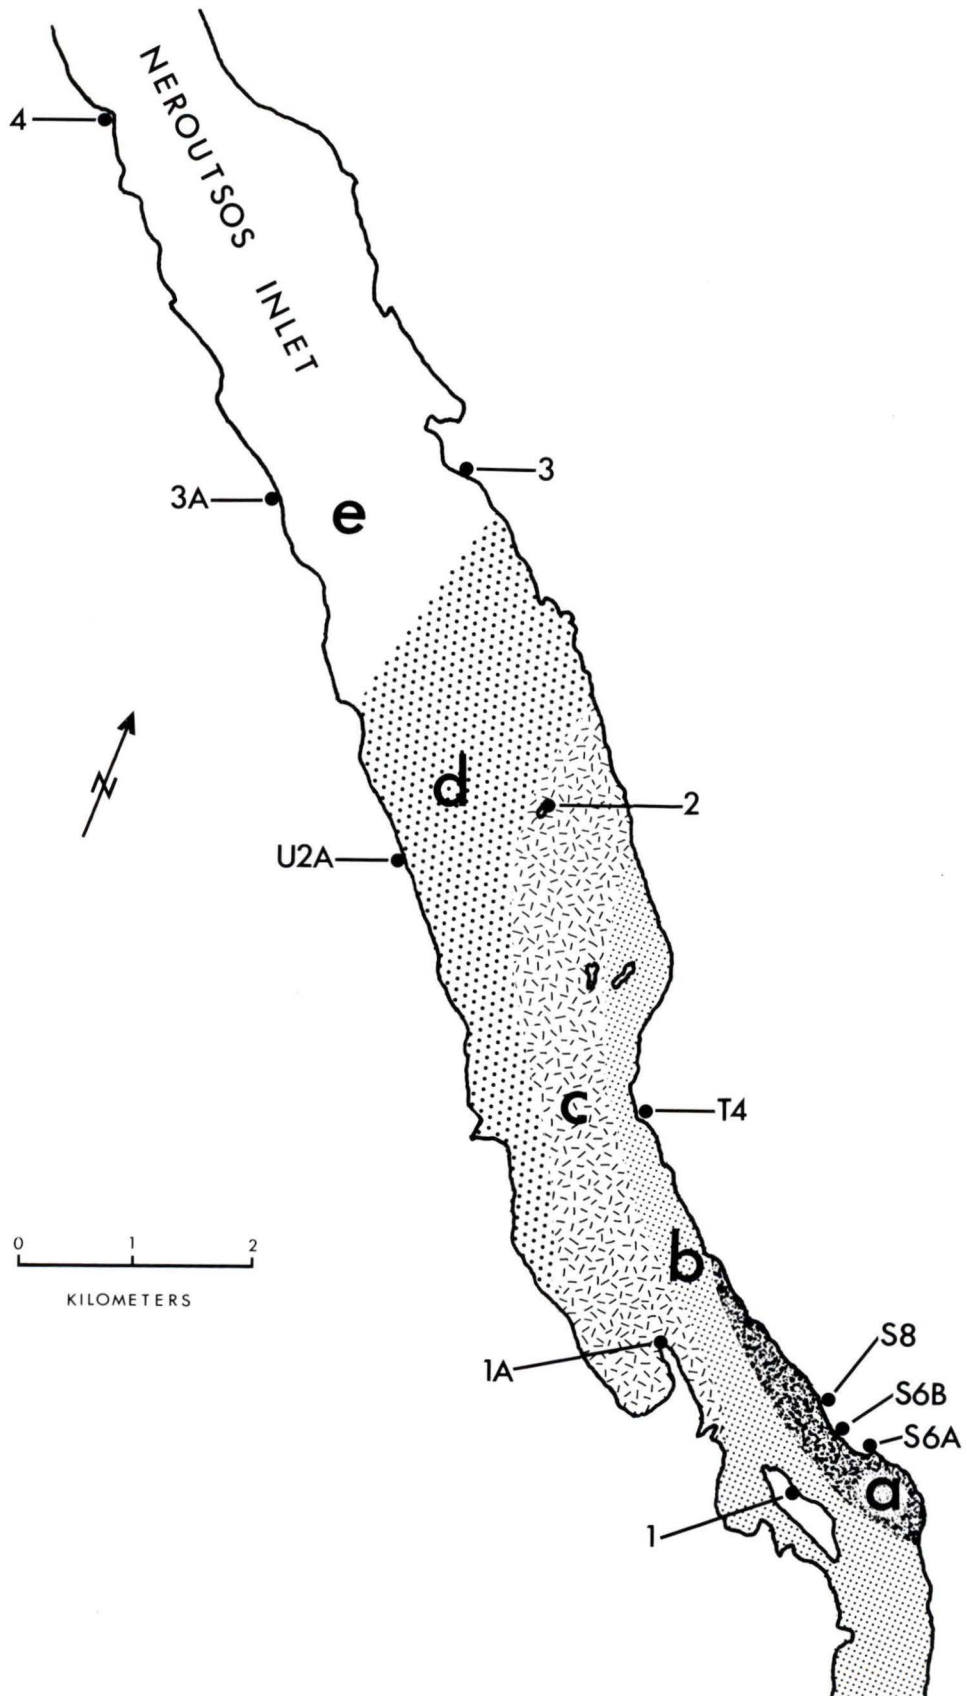 NEROUTSOS INLET
4
3
3A
e
d
2
U2A
N
c
T4
b
0 1 2
KILOMETERS
S8
1A
S6B
S6A
a
1